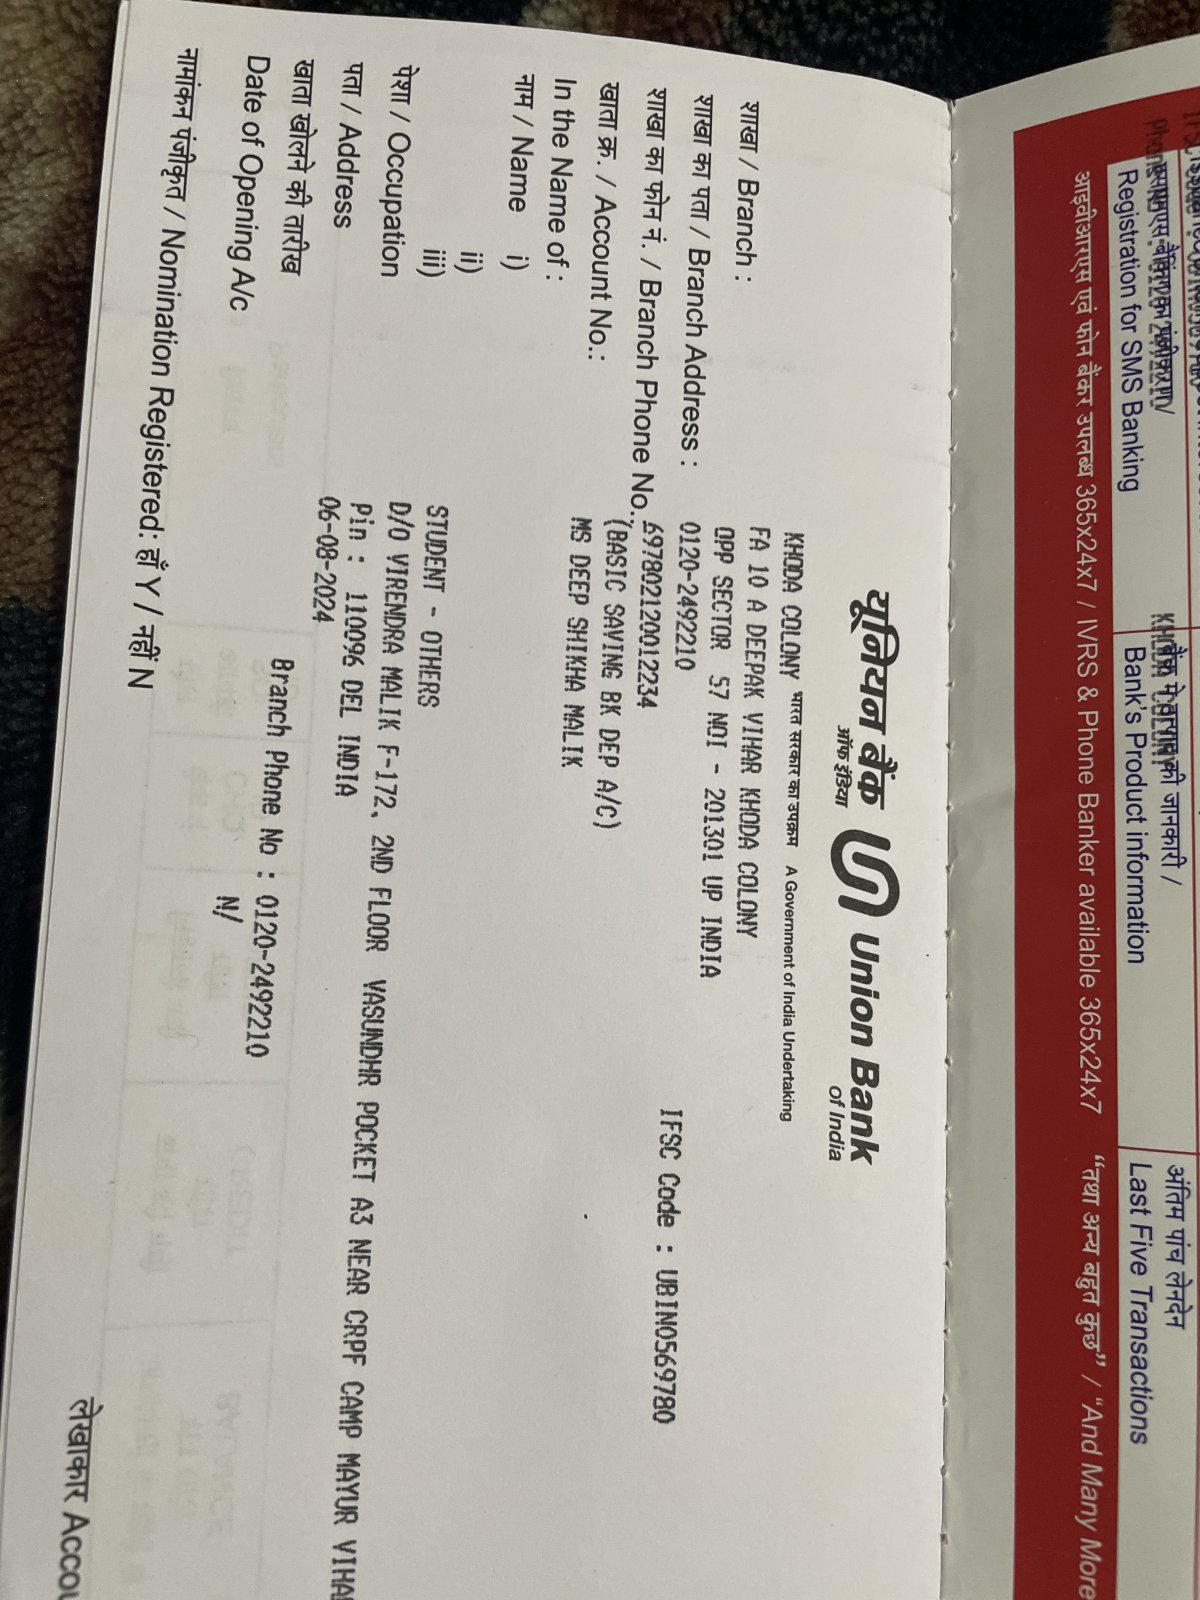 Registration for SMS Banking
बैंक मे उत्पाद की जानकारी /
Bank's Product information
अंतिम पांच लेनदेन
Last Five Transactions
आइवीआरएस एवं फोन बैंकर उपलब्ध 365x24x7 / IVRS & Phone Banker available 365x24x7 “तथा अन्य बहुत कुछ” / “And Many More
यूनियन बैंक Union Bank
ऑफ इंडिया of India
भारत सरकार का उपक्रम A Government of India Undertaking
शाखा / Branch : KHODA COLONY
शाखा का पता / Branch Address : FA 10 A DEEPAK VIHAR KHODA COLONY
OPP SECTOR 57 NOI - 201301 UP INDIA
शाखा का फोन नं. / Branch Phone No.: 0120-2492210
IFSC Code : UBIN0569780
खाता क्र. / Account No.: 697802120012234
(BASIC SAVING BK DEP A/C)
In the Name of : MS DEEP SHIKHA MALIK
नाम / Name i)
ii)
iii)
पेशा / Occupation STUDENT - OTHERS
पता / Address D/O VIRENDRA MALIK F-172, 2ND FLOOR VASUNDHR POCKET A3 NEAR CRPF CAMP MAYUR VIHA
Pin : 110096 DEL INDIA
खाता खोलने की तारीख 06-08-2024
Date of Opening A/c
Branch Phone No : 0120-2492210
N/
नामांकन पंजीकृत / Nomination Registered: हाँ Y / नहीं N
लेखाकार Accou